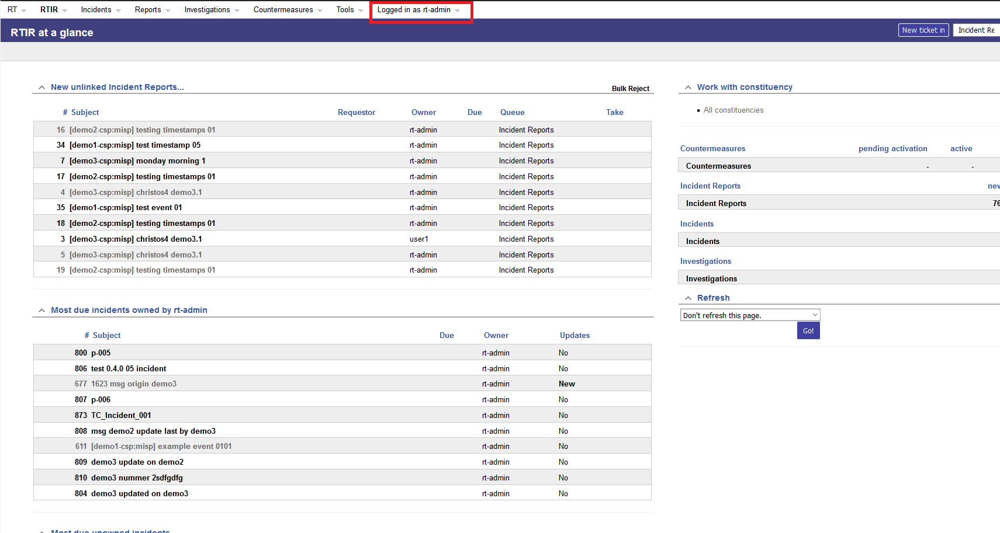 RT RTIR Incidents Reports Investigations Countermeasures Tools Logged in as rt-admin
RTIR at a glance New ticket in Incident Re
New unlinked Incident Reports...
Bulk Reject
# Subject Requestor Owner Due Queue Take
16 [demo2-csp:misp] testing timestamps 01 rt-admin Incident Reports
34 [demo1-csp:misp] test timestamp 05 rt-admin Incident Reports
7 [demo3-csp:misp] monday morning 1 rt-admin Incident Reports
17 [demo2-csp:misp] testing timestamps 01 rt-admin Incident Reports
4 [demo3-csp:misp] christos4 demo3.1 rt-admin Incident Reports
35 [demo1-csp:misp] test event 01 rt-admin Incident Reports
18 [demo2-csp:misp] testing timestamps 01 rt-admin Incident Reports
3 [demo3-csp:misp] christos4 demo3.1 user1 Incident Reports
5 [demo3-csp:misp] christos4 demo3.1 rt-admin Incident Reports
19 [demo2-csp:misp] testing timestamps 01 rt-admin Incident Reports
Most due incidents owned by rt-admin
# Subject Due Owner Updates
800 p-005 rt-admin No
806 test 0.4.0 05 incident rt-admin No
677 1623 msg origin demo3 rt-admin New
807 p-006 rt-admin No
873 TC_Incident_001 rt-admin No
808 msg demo2 update last by demo3 rt-admin No
611 [demo1-csp:misp] example event 0101 rt-admin No
809 demo3 update on demo2 rt-admin No
810 demo3 nummer 2sdfgdfg rt-admin No
804 demo3 updated on demo3 rt-admin No
Most due unowned incidents
Work with constituency
• All constituencies
Countermeasures pending activation active
Countermeasures - -
Incident Reports new
Incident Reports 76
Incidents
Incidents
Investigations
Investigations
Refresh
Don't refresh this page.
Go!